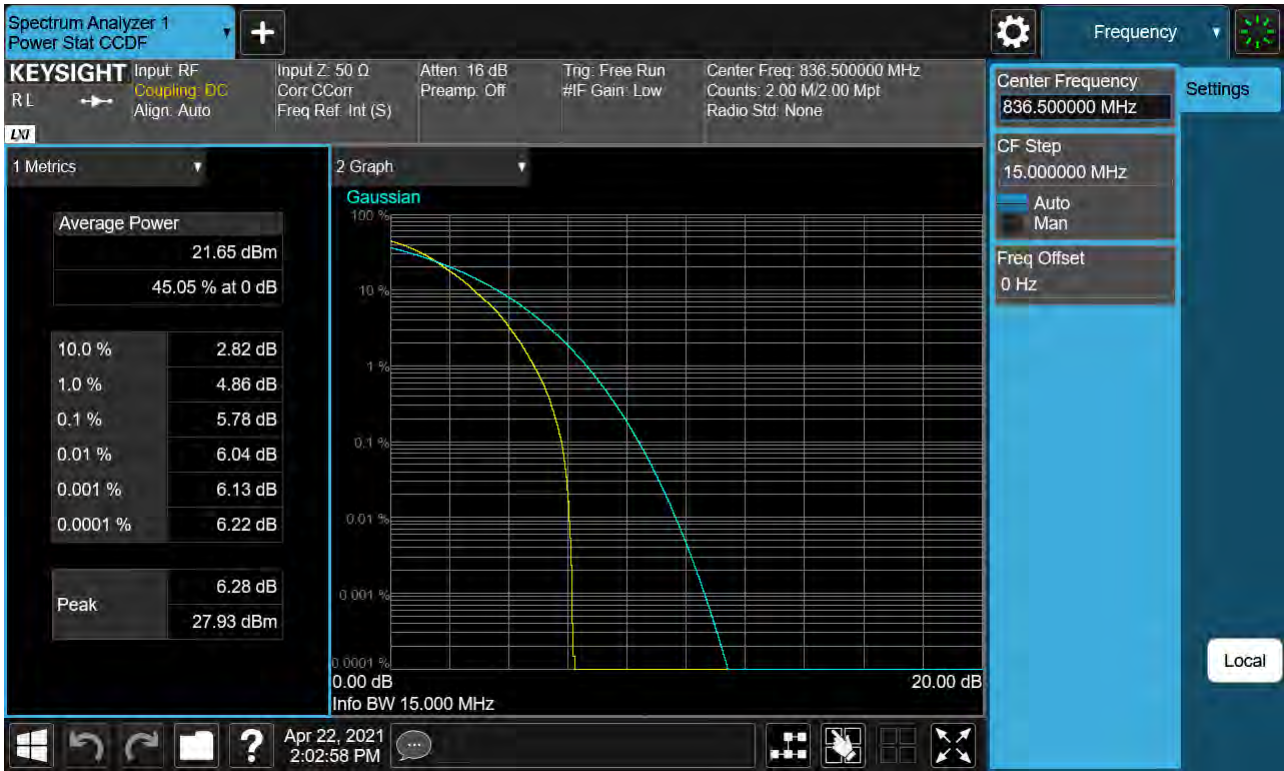 Spectrum Analyzer 1
Power Stat CCDF
+
Frequency
KEYSIGHT
RL
LXI
Input: RF
Coupling: DC
Align: Auto
Input Z: 50 Ω
Corr CCorr
Freq Ref: Int (S)
Atten: 16 dB
Preamp: Off
Trig: Free Run
#IF Gain: Low
Center Freq: 836.500000 MHz
Counts: 2.00 M/2.00 Mpt
Radio Std: None
Center Frequency
836.500000 MHz
Settings
CF Step
15.000000 MHz
Auto
Man
Freq Offset
0 Hz
Local
1 Metrics
Average Power
21.65 dBm
45.05 % at 0 dB
10.0 % 2.82 dB
1.0 % 4.86 dB
0.1 % 5.78 dB
0.01 % 6.04 dB
0.001 % 6.13 dB
0.0001 % 6.22 dB
Peak
6.28 dB
27.93 dBm
2 Graph
Gaussian
100 %
10 %
1 %
0.1 %
0.01 %
0.001 %
0.0001 %
0.00 dB 20.00 dB
Info BW 15.000 MHz
?
Apr 22, 2021
2:02:58 PM